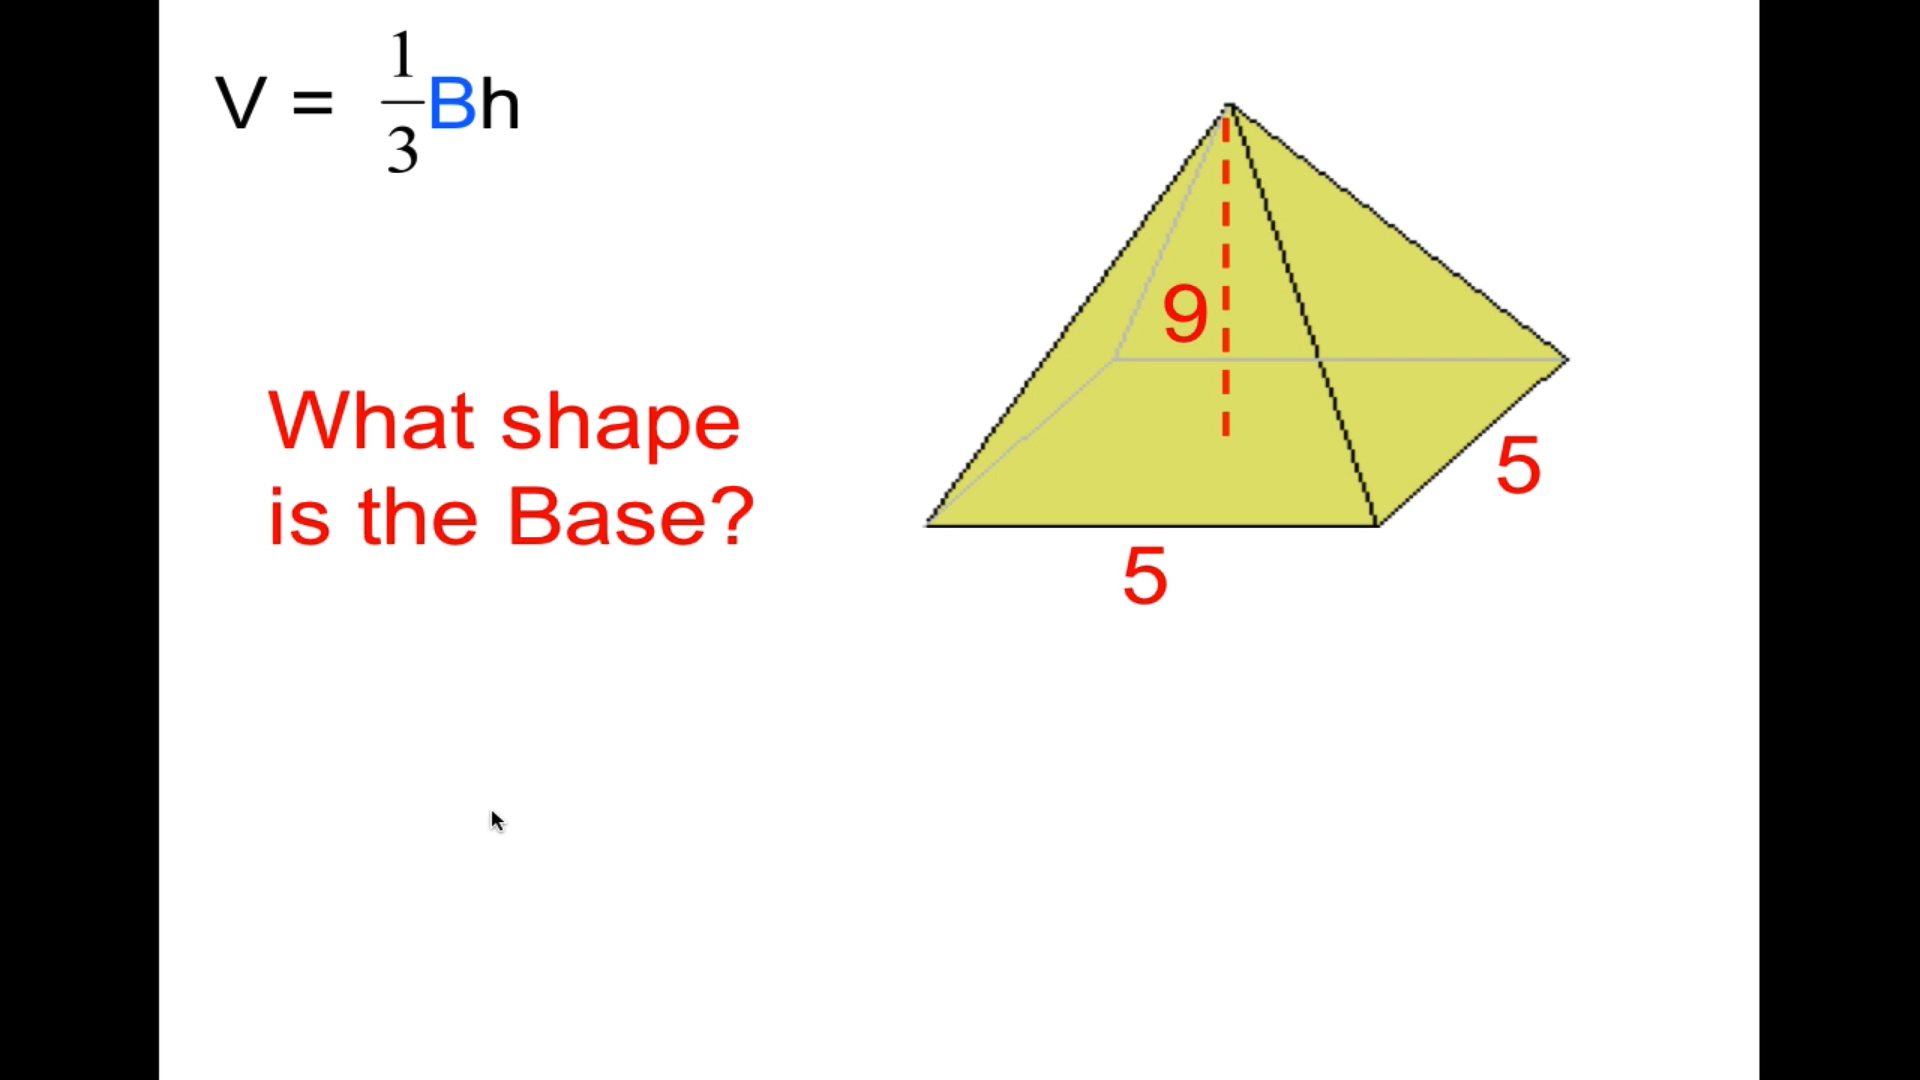 V = 1/3 Bh
9
What shape
is the Base?
5
5